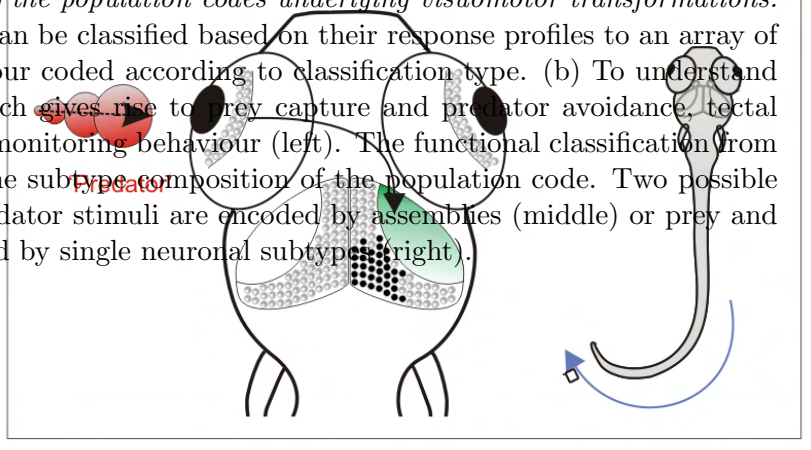 the population codes underlying visuomotor transformations.
an be classified based on their response profiles to an array of
our coded according to classification type. (b) To understand
ch gives rise to prey capture and predator avoidance, tectal
monitoring behaviour (left). The functional classification from
ne subtype composition of the population code. Two possible
'Predator'
dator stimuli are encoded by assemblies (middle) or prey and
d by single neuronal subtypes (right).